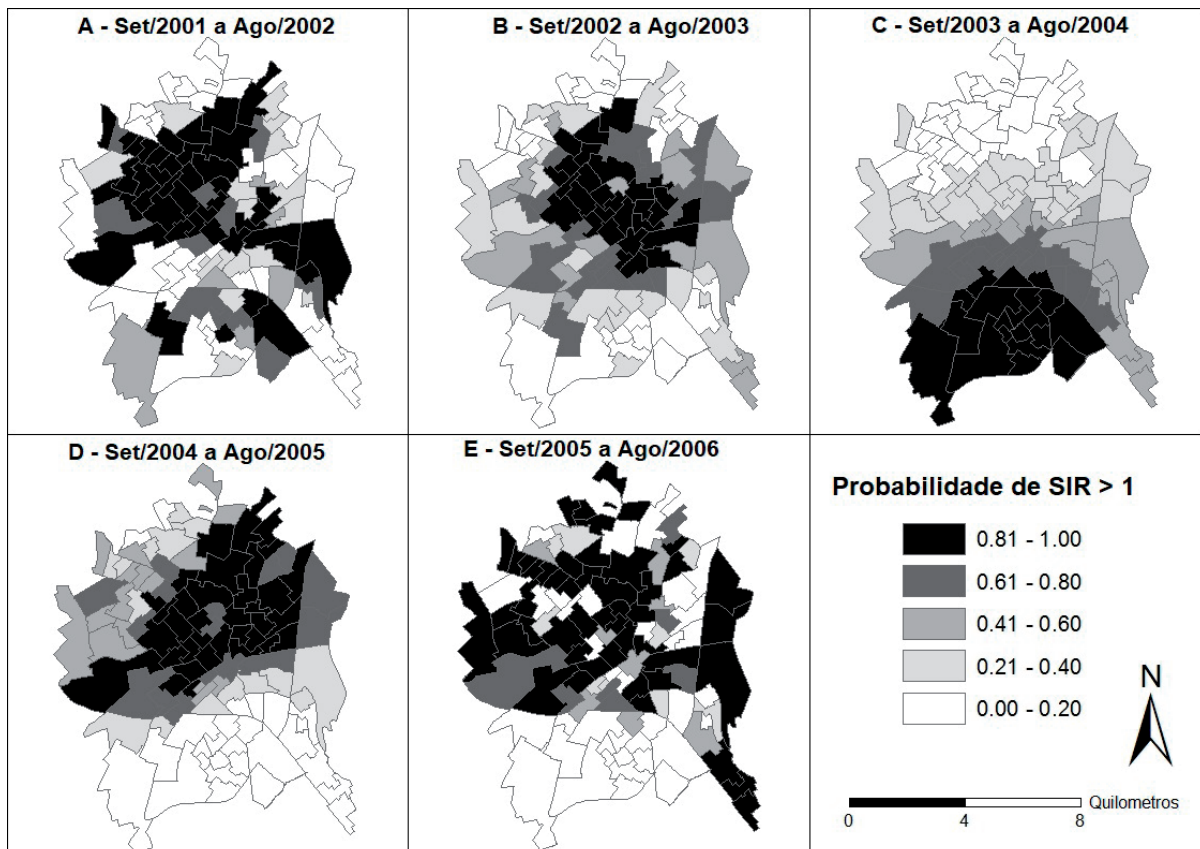 A - Set/2001 a Ago/2002
B - Set/2002 a Ago/2003
C - Set/2003 a Ago/2004
D - Set/2004 a Ago/2005
E - Set/2005 a Ago/2006
Probabilidade de SIR > 1
0.81 - 1.00
0.61 - 0.80
0.41 - 0.60
0.21 - 0.40
0.00 - 0.20
N
Quilometros
0 4 8